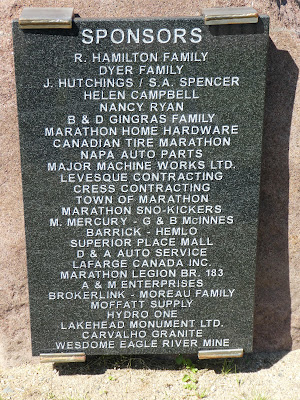 SPONSORS
R. HAMILTON FAMILY
DYER FAMILY
J. HUTCHINGS / S.A. SPENCER
HELEN CAMPBELL
NANCY RYAN
B & D GINGRAS FAMILY
MARATHON HOME HARDWARE
CANADIAN TIRE MARATHON
NAPA AUTO PARTS
MAJOR MACHINE WORKS LTD.
LEVESQUE CONTRACTING
CRESS CONTRACTING
TOWN OF MARATHON
MARATHON SNO-KICKERS
M. MERCURY - G & B McINNES
BARRICK - HEMLO
SUPERIOR PLACE MALL
D & A AUTO SERVICE
LAFARGE CANADA INC
MARATHON LEGION BR. 183
A & M ENTERPRISES
BROKERLINK - MOREAU FAMILY
MOFFATT SUPPLY
HYDRO ONE
LAKEHEAD MONUMENT LTD.
CARVALHO GRANITE
WESDOME EAGLE RIVER MINE